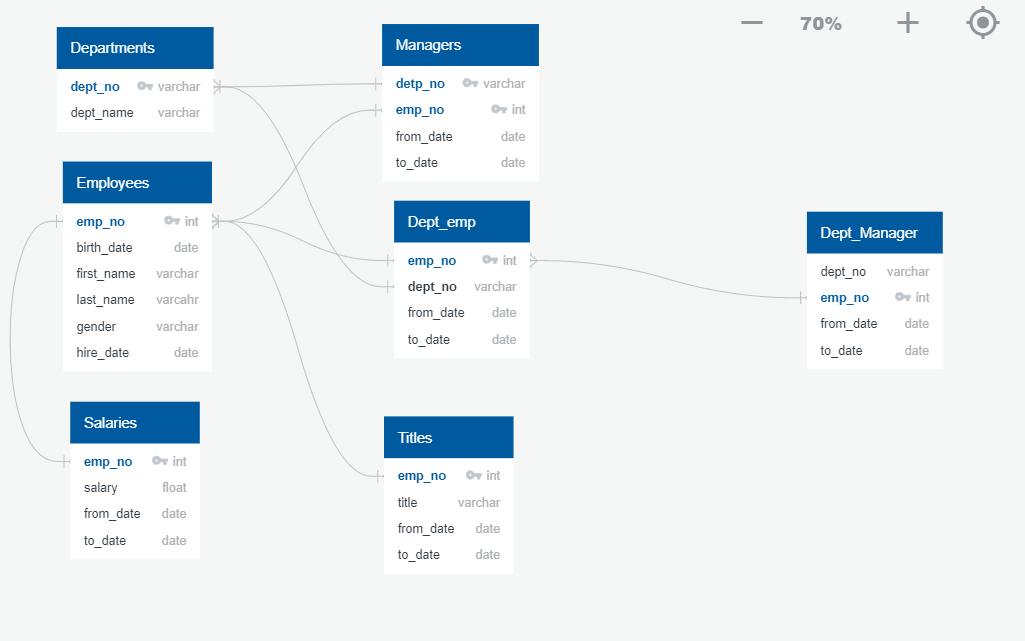 70%
Departments
dept_no varchar
dept_name varchar
Managers
detp_no varchar
emp_no int
from_date date
to_date date
Employees
emp_no int
birth_date date
first_name varchar
last_name varcahr
gender varchar
hire_date date
Dept_emp
emp_no int
dept_no varchar
from_date date
to_date date
Dept_Manager
dept_no varchar
emp_no int
from_date date
to_date date
Salaries
emp_no int
salary float
from_date date
to_date date
Titles
emp_no int
title varchar
from_date date
to_date date